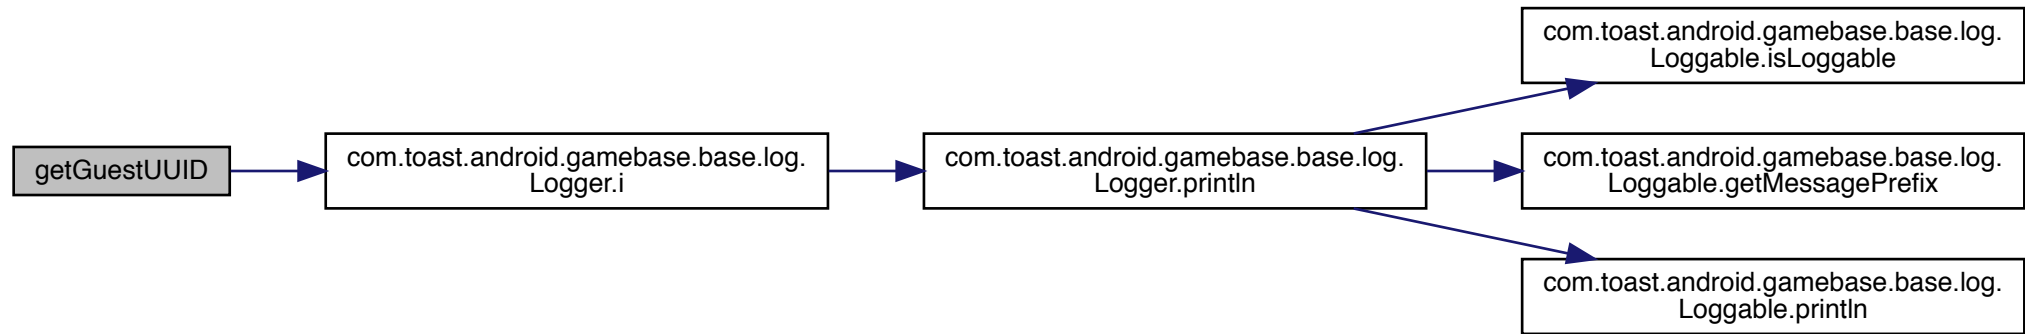 getGuestUUID
com.toast.android.gamebase.base.log.
Logger.i
com.toast.android.gamebase.base.log.
Logger.println
com.toast.android.gamebase.base.log.
Loggable.isLoggable
com.toast.android.gamebase.base.log.
Loggable.getMessagePrefix
com.toast.android.gamebase.base.log.
Loggable.println